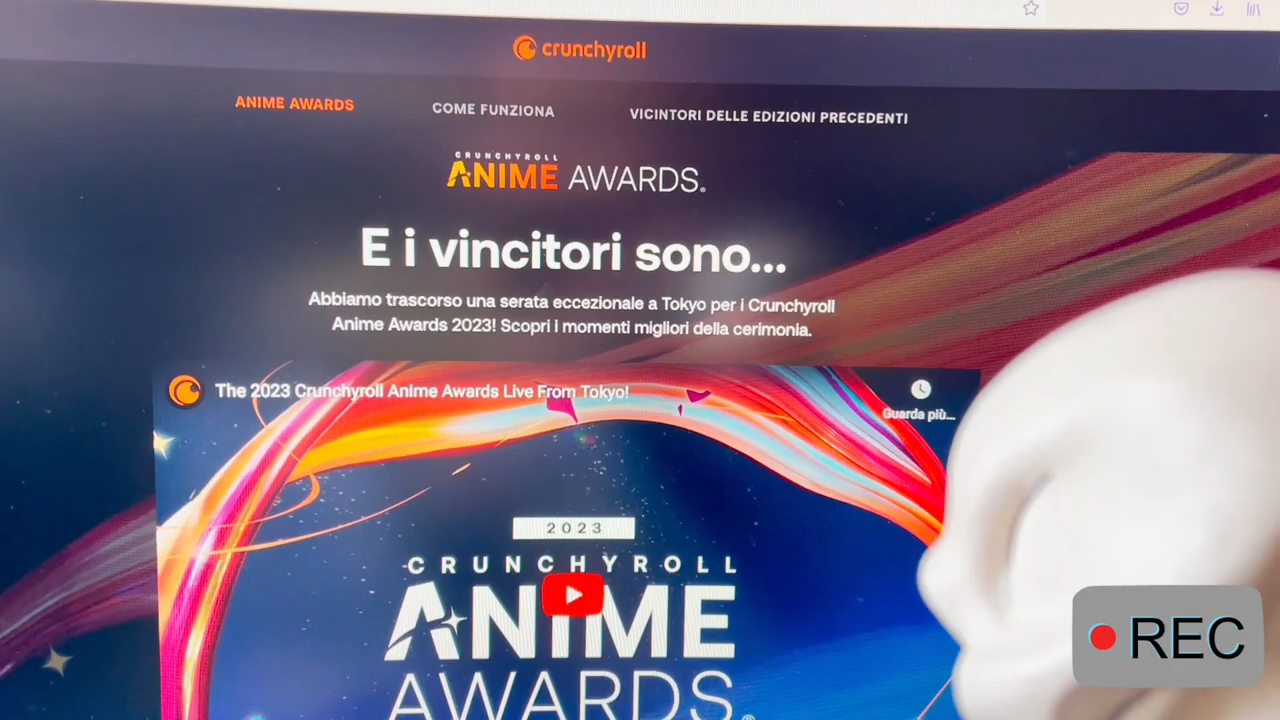 crunchyroll
ANIME AWARDS
COME FUNZIONA
VICINTORI DELLE EDIZIONI PRECEDENTI
CRUNCHYROLL
ANIME AWARDS®
E i vincitori sono...
Abbiamo trascorso una serata eccezionale a Tokyo per i Crunchyroll
Anime Awards 2023! Scopri i momenti migliori della cerimonia.
The 2023 Crunchyroll Anime Awards Live From Tokyo!
Guarda più...
2023
CRUNCHYROLL
ANIME
AWARDS®
REC